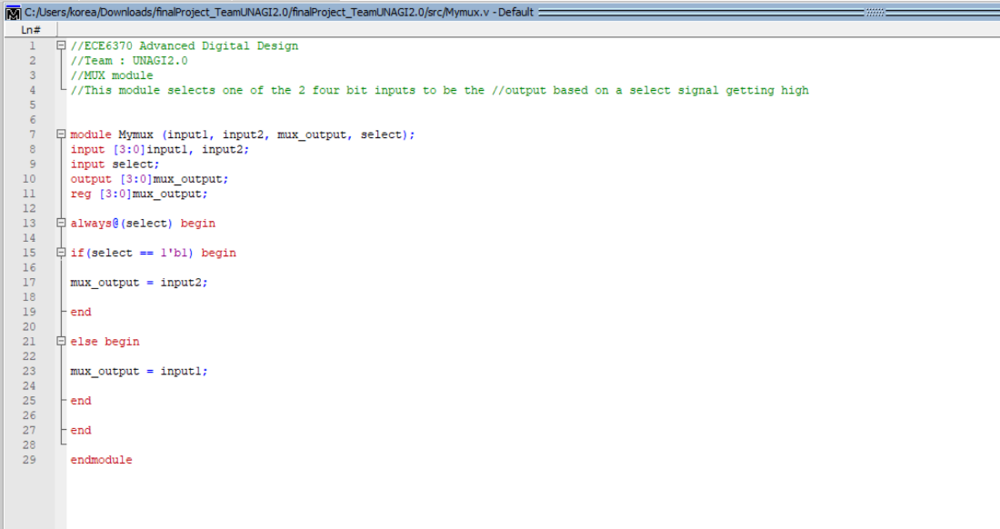 C:/Users/korea/Downloads/finalProject_TeamUNAGI2.0/finalProject_TeamUNAGI2.0/src/Mymux.v - Default
Ln#
1 //ECE6370 Advanced Digital Design
2 //Team : UNAGI2.0
3 //MUX module
4 //This module selects one of the 2 four bit inputs to be the //output based on a select signal getting high
5
6
7 module Mymux (input1, input2, mux_output, select);
8 input [3:0]input1, input2;
9 input select;
10 output [3:0]mux_output;
11 reg [3:0]mux_output;
12
13 always@(select) begin
14
15 if(select == 1'b1) begin
16
17 mux_output = input2;
18
19 end
20
21 else begin
22
23 mux_output = input1;
24
25 end
26
27 end
28
29 endmodule